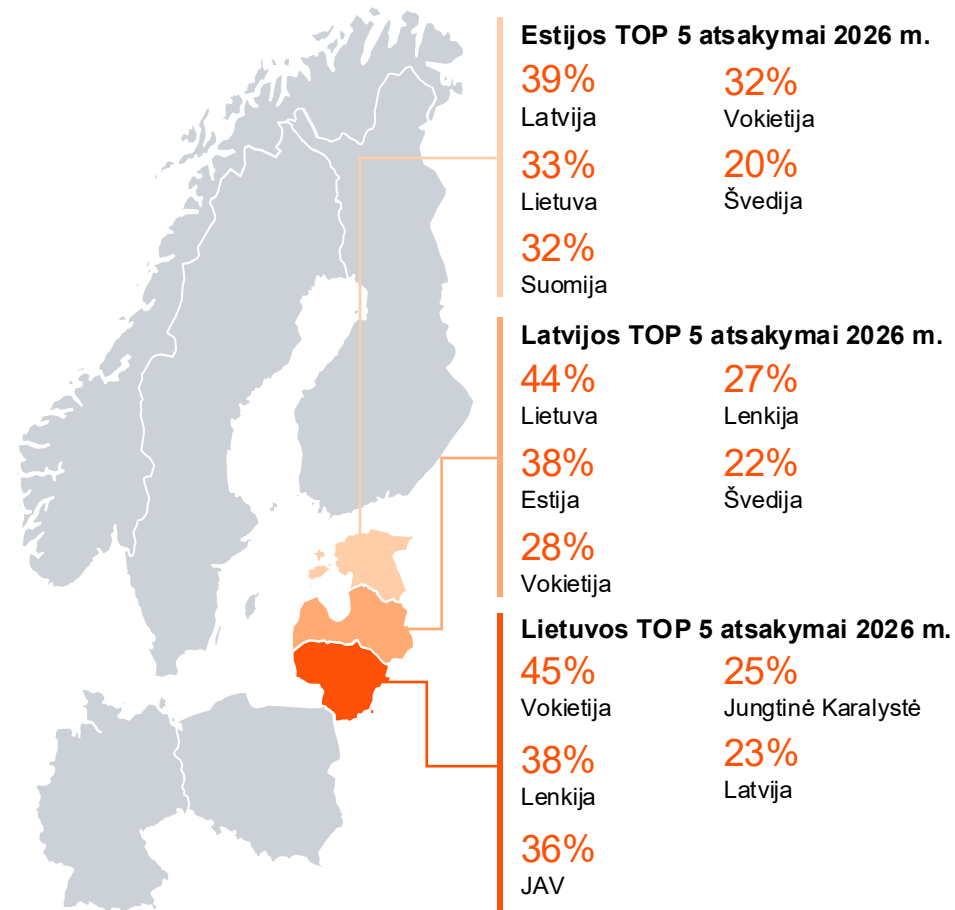 Estijos TOP 5 atsakymai 2026 m.
39%
Latvija
33%
Lietuva
32%
Suomija
32%
Vokietija
20%
Švedija
Latvijos TOP 5 atsakymai 2026 m.
44%
Lietuva
38%
Estija
28%
Vokietija
27%
Lenkija
22%
Švedija
Lietuvos TOP 5 atsakymai 2026 m.
45%
Vokietija
38%
Lenkija
36%
JAV
25%
Jungtinė Karalystė
23%
Latvija